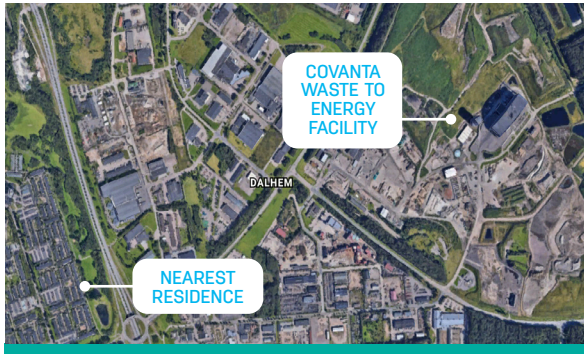 COVANTA
WASTE TO
ENERGY
FACILITY
DALHEM
NEAREST
RESIDENCE